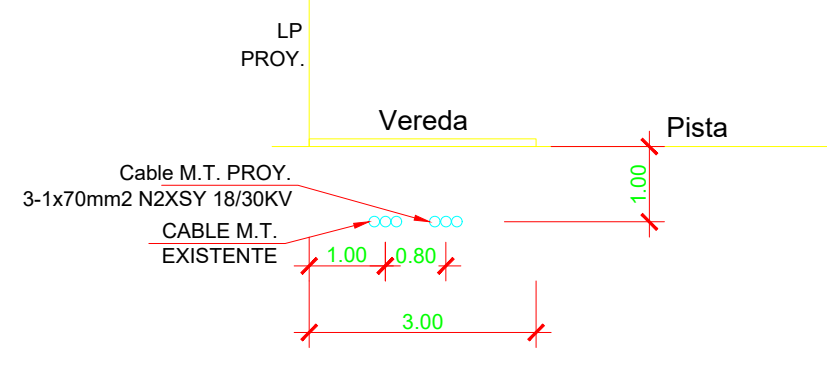 LP
PROY.
Vereda
Pista
Cable M.T. PROY.
3-1x70mm2 N2XSY 18/30KV
CABLE M.T.
EXISTENTE
1.00
1.00
0.80
3.00